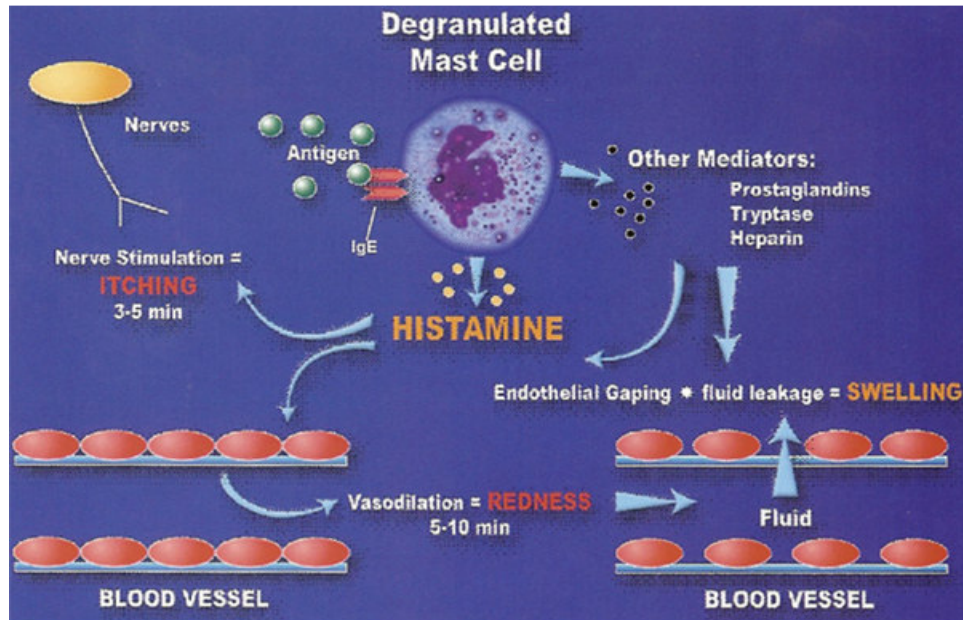 Degranulated
Mast Cell
Nerves
Antigen
IgE
Other Mediators:
Prostaglandins
Tryptase
Heparin
Nerve Stimulation =
ITCHING
3-5 min
HISTAMINE
Endothelial Gaping * fluid leakage = SWELLING
Vasodilation = REDNESS
5-10 min
Fluid
BLOOD VESSEL
BLOOD VESSEL